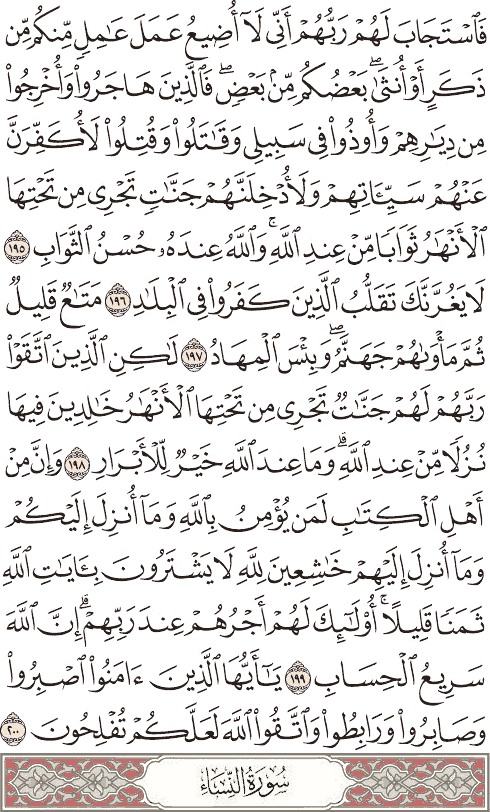 فَٱسۡتَجَابَ لَهُمۡ رَبُّهُمۡ أَنِّي لَآ أُضِيعُ عَمَلَ عَٰمِلٖ مِّنكُم مِّن
ذَكَرٍ أَوۡ أُنثَىٰۖ بَعۡضُكُم مِّنۢ بَعۡضٖۖ فَٱلَّذِينَ هَاجَرُواْ وَأُخۡرِجُواْ
مِن دِيَٰرِهِمۡ وَأُوذُواْ فِي سَبِيلِي وَقَٰتَلُواْ وَقُتِلُواْ لَأُكَفِّرَنَّ
عَنۡهُمۡ سَيِّـَٔاتِهِمۡ وَلَأُدۡخِلَنَّهُمۡ جَنَّٰتٖ تَجۡرِي مِن تَحۡتِهَا
ٱلۡأَنۡهَٰرُ ثَوَابٗا مِّنۡ عِندِ ٱللَّهِۚ وَٱللَّهُ عِندَهُۥ حُسۡنُ ٱلثَّوَابِ ١٩٥
لَا يَغُرَّنَّكَ تَقَلُّبُ ٱلَّذِينَ كَفَرُواْ فِي ٱلۡبِلَٰدِ ١٩٦ مَتَٰعٞ قَلِيلٞ
ثُمَّ مَأۡوَىٰهُمۡ جَهَنَّمُۖ وَبِئۡسَ ٱلۡمِهَادُ ١٩٧ لَٰكِنِ ٱلَّذِينَ ٱتَّقَوۡاْ
رَبَّهُمۡ لَهُمۡ جَنَّٰتٞ تَجۡرِي مِن تَحۡتِهَا ٱلۡأَنۡهَٰرُ خَٰلِدِينَ فِيهَا
نُزُلٗا مِّنۡ عِندِ ٱللَّهِۗ وَمَا عِندَ ٱللَّهِ خَيۡرٞ لِّلۡأَبۡرَارِ ١٩٨ وَإِنَّ مِنۡ
أَهۡلِ ٱلۡكِتَٰبِ لَمَن يُؤۡمِنُ بِٱللَّهِ وَمَآ أُنزِلَ إِلَيۡكُمۡ
وَمَآ أُنزِلَ إِلَيۡهِمۡ خَٰشِعِينَ لِلَّهِ لَا يَشۡتَرُونَ بِـَٔايَٰتِ ٱللَّهِ
ثَمَنٗا قَلِيلًاۚ أُوْلَٰٓئِكَ لَهُمۡ أَجۡرُهُمۡ عِندَ رَبِّهِمۡۗ إِنَّ ٱللَّهَ
سَرِيعُ ٱلۡحِسَابِ ١٩٩ يَٰٓأَيُّهَا ٱلَّذِينَ ءَامَنُواْ ٱصۡبِرُواْ
وَصَابِرُواْ وَرَابِطُواْ وَٱتَّقُواْ ٱللَّهَ لَعَلَّكُمۡ تُفۡلِحُونَ ٢٠٠
سُورَةُ النِّسَاءِ